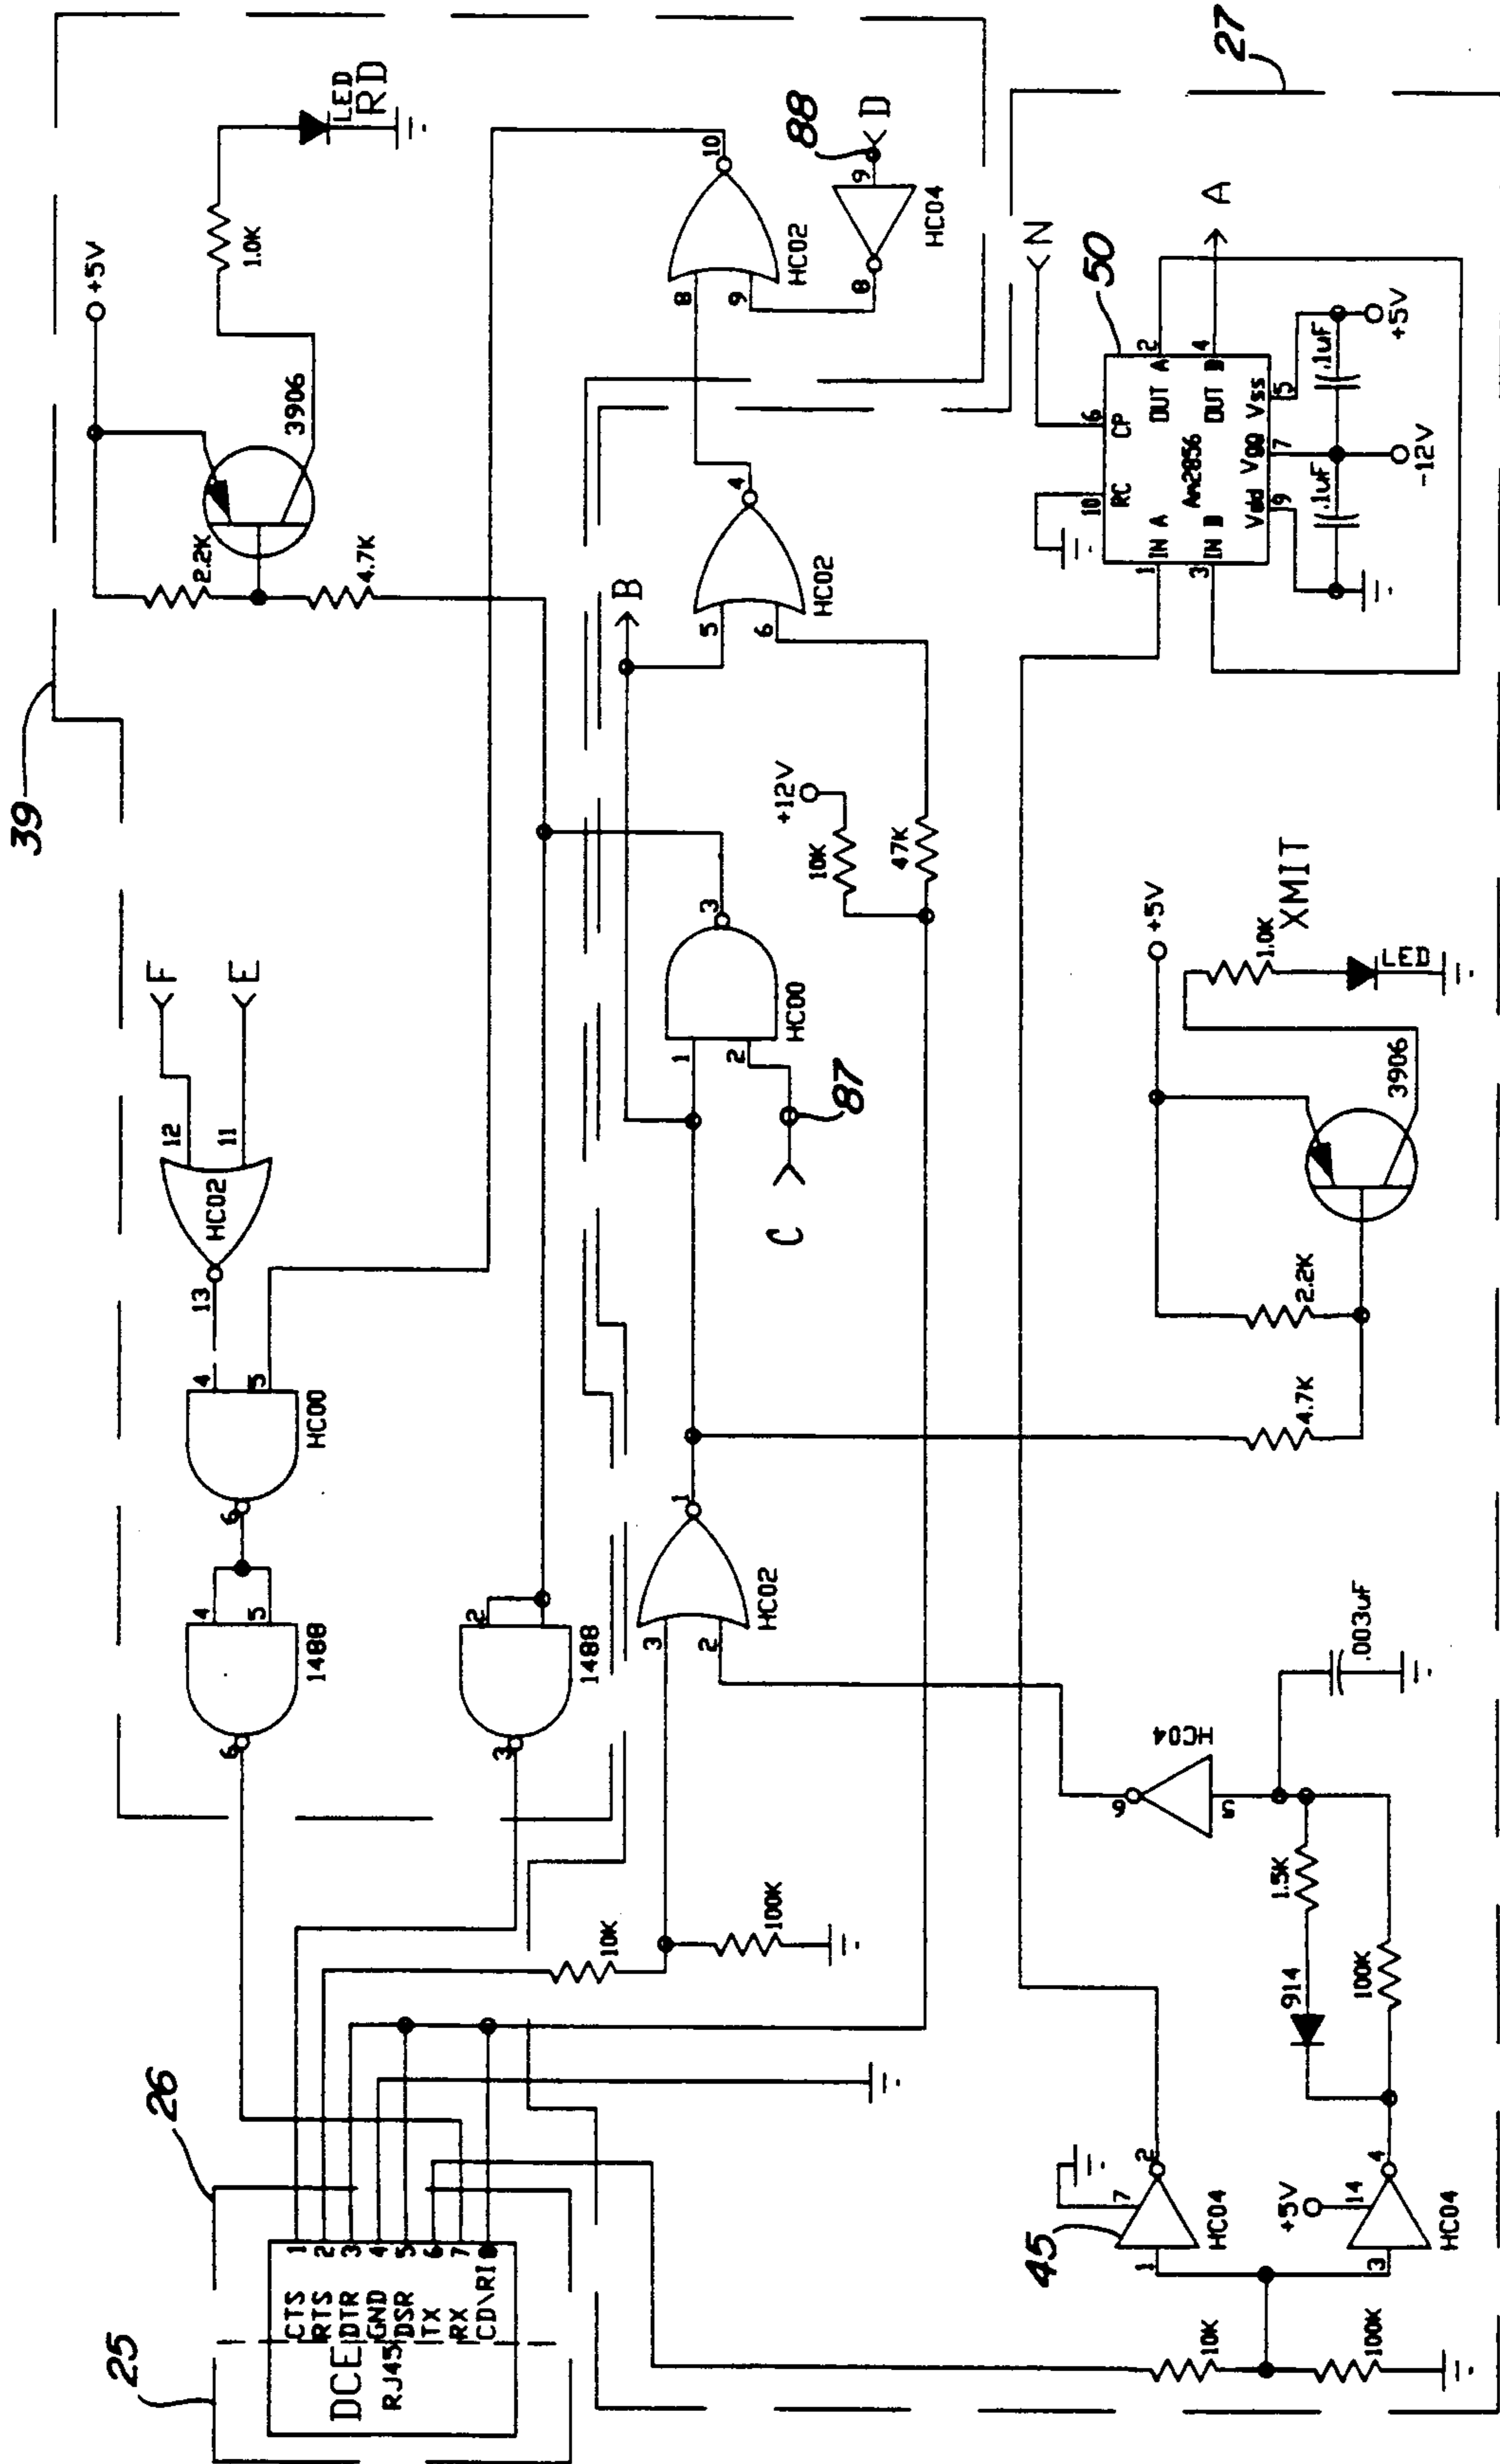 39
+5V
1.0K
LED
RD
3906
2.2K
4.7K
F
E
12
11
HC02
13
4
5
HC00
6
4
5
1488
6
2
1488
3
10
8
9
HC02
88
9
D
8
HC04
B
4
5
6
HC02
+12V
10K
47K
3
1
2
HC00
C
87
1
3
2
HC02
10K
100K
27
N
50
A
10
RC
6
CP
1
IN A
2
OUT A
Am2856
3
IN B
4
OUT B
Vdd
Vgg
Vss
9
7
5
.1uF
.1uF
-12V
+5V
+5V
XMIT
1.0K
LED
3906
2.2K
4.7K
HC04
6
5
.003uF
1.5K
914
100K
26
25
DCE
RJ45
CTS 1
RTS 2
DTR 3
GND 4
DSR 5
TX 6
RX 7
CD\RI 8
45
7
1
2
HC04
+5V
14
3
4
HC04
10K
100K